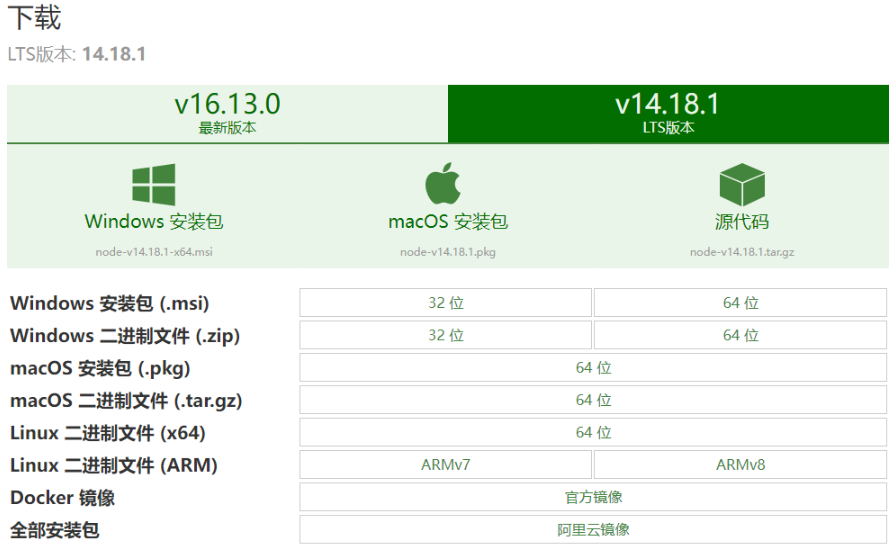 下载
LTS版本: 14.18.1
v16.13.0
最新版本
v14.18.1
LTS版本
Windows 安装包
node-v14.18.1-x64.msi
macOS 安装包
node-v14.18.1.pkg
源代码
node-v14.18.1.tar.gz
Windows 安装包 (.msi) 32 位 64 位
Windows 二进制文件 (.zip) 32 位 64 位
macOS 安装包 (.pkg) 64 位
macOS 二进制文件 (.tar.gz) 64 位
Linux 二进制文件 (x64) 64 位
Linux 二进制文件 (ARM) ARMv7 ARMv8
Docker 镜像 官方镜像
全部安装包 阿里云镜像